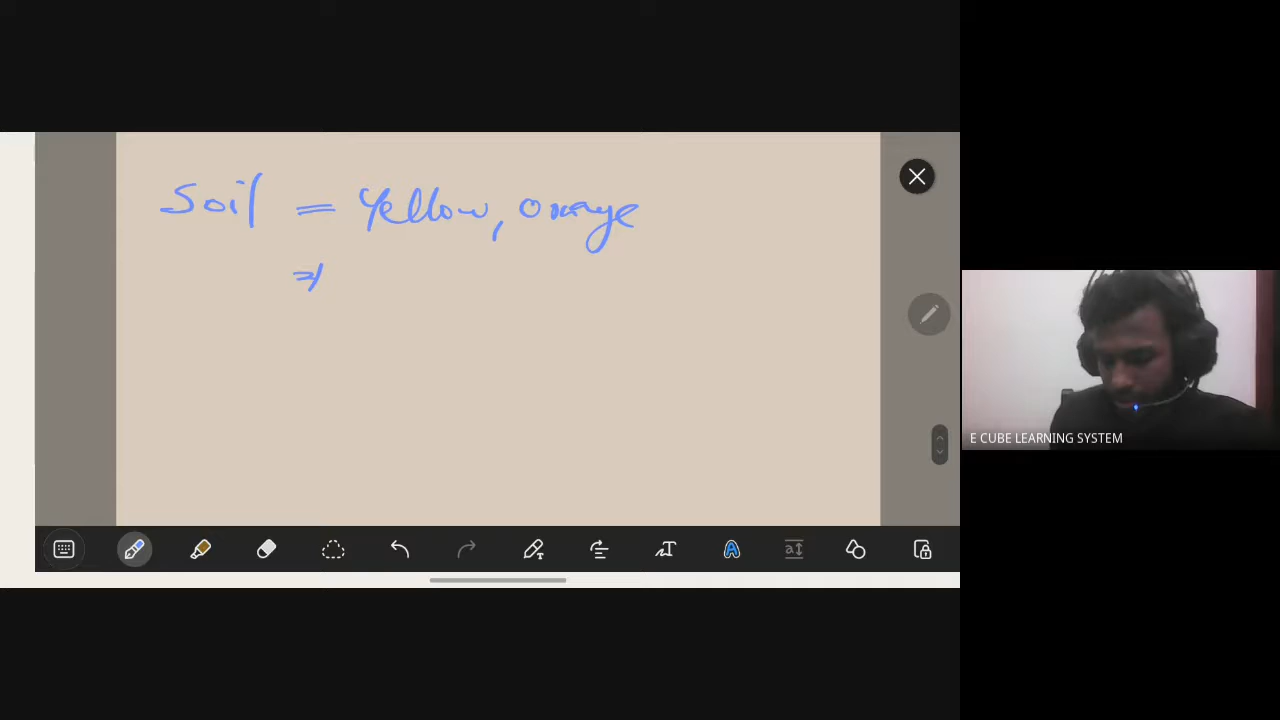 Soil = Yellow, Orange
⇒
E CUBE LEARNING SYSTEM